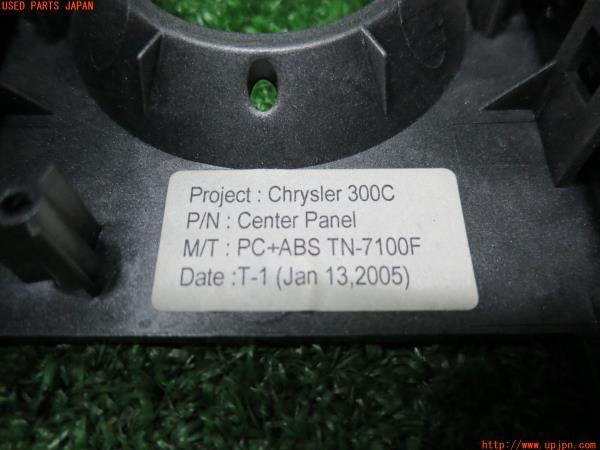 USED PARTS JAPAN
Project : Chrysler 300C
P/N : Center Panel
M/T : PC+ABS TN-7100F
Date :T-1 (Jan 13,2005)
UPJ - http://www.upjpn.com/